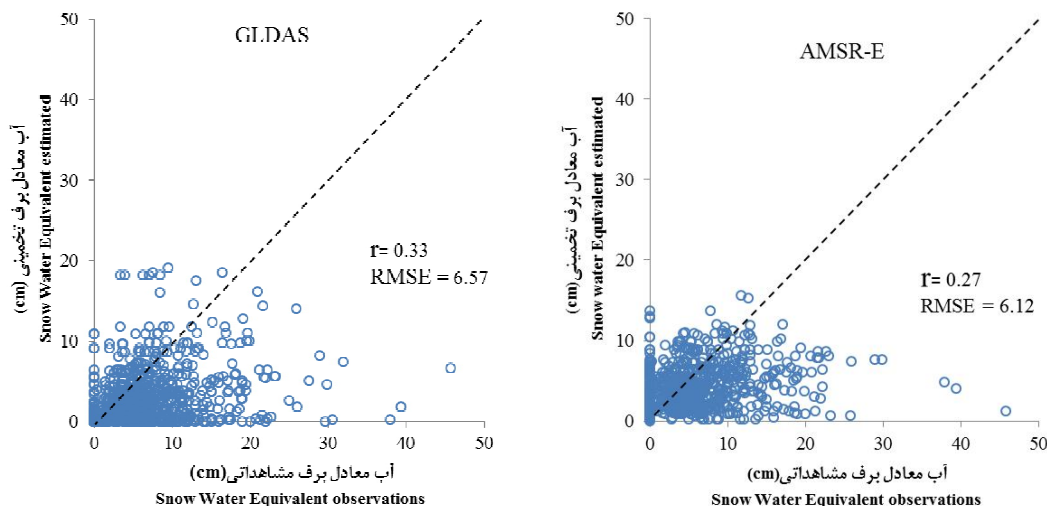 GLDAS
50
40
30
20
10
0
آب معادل برف تخمینی (cm)
Snow Water Equivalent estimated
r= 0.33
RMSE = 6.57
0 10 20 30 40 50
آب معادل برف مشاهداتی(cm)
Snow Water Equivalent observations
AMSR-E
50
40
30
20
10
0
آب معادل برف تخمینی (cm)
Snow water Equivalent estimated
r= 0.27
RMSE = 6.12
0 10 20 30 40 50
آب معادل برف مشاهداتی(cm)
Snow Water Equivalent observations